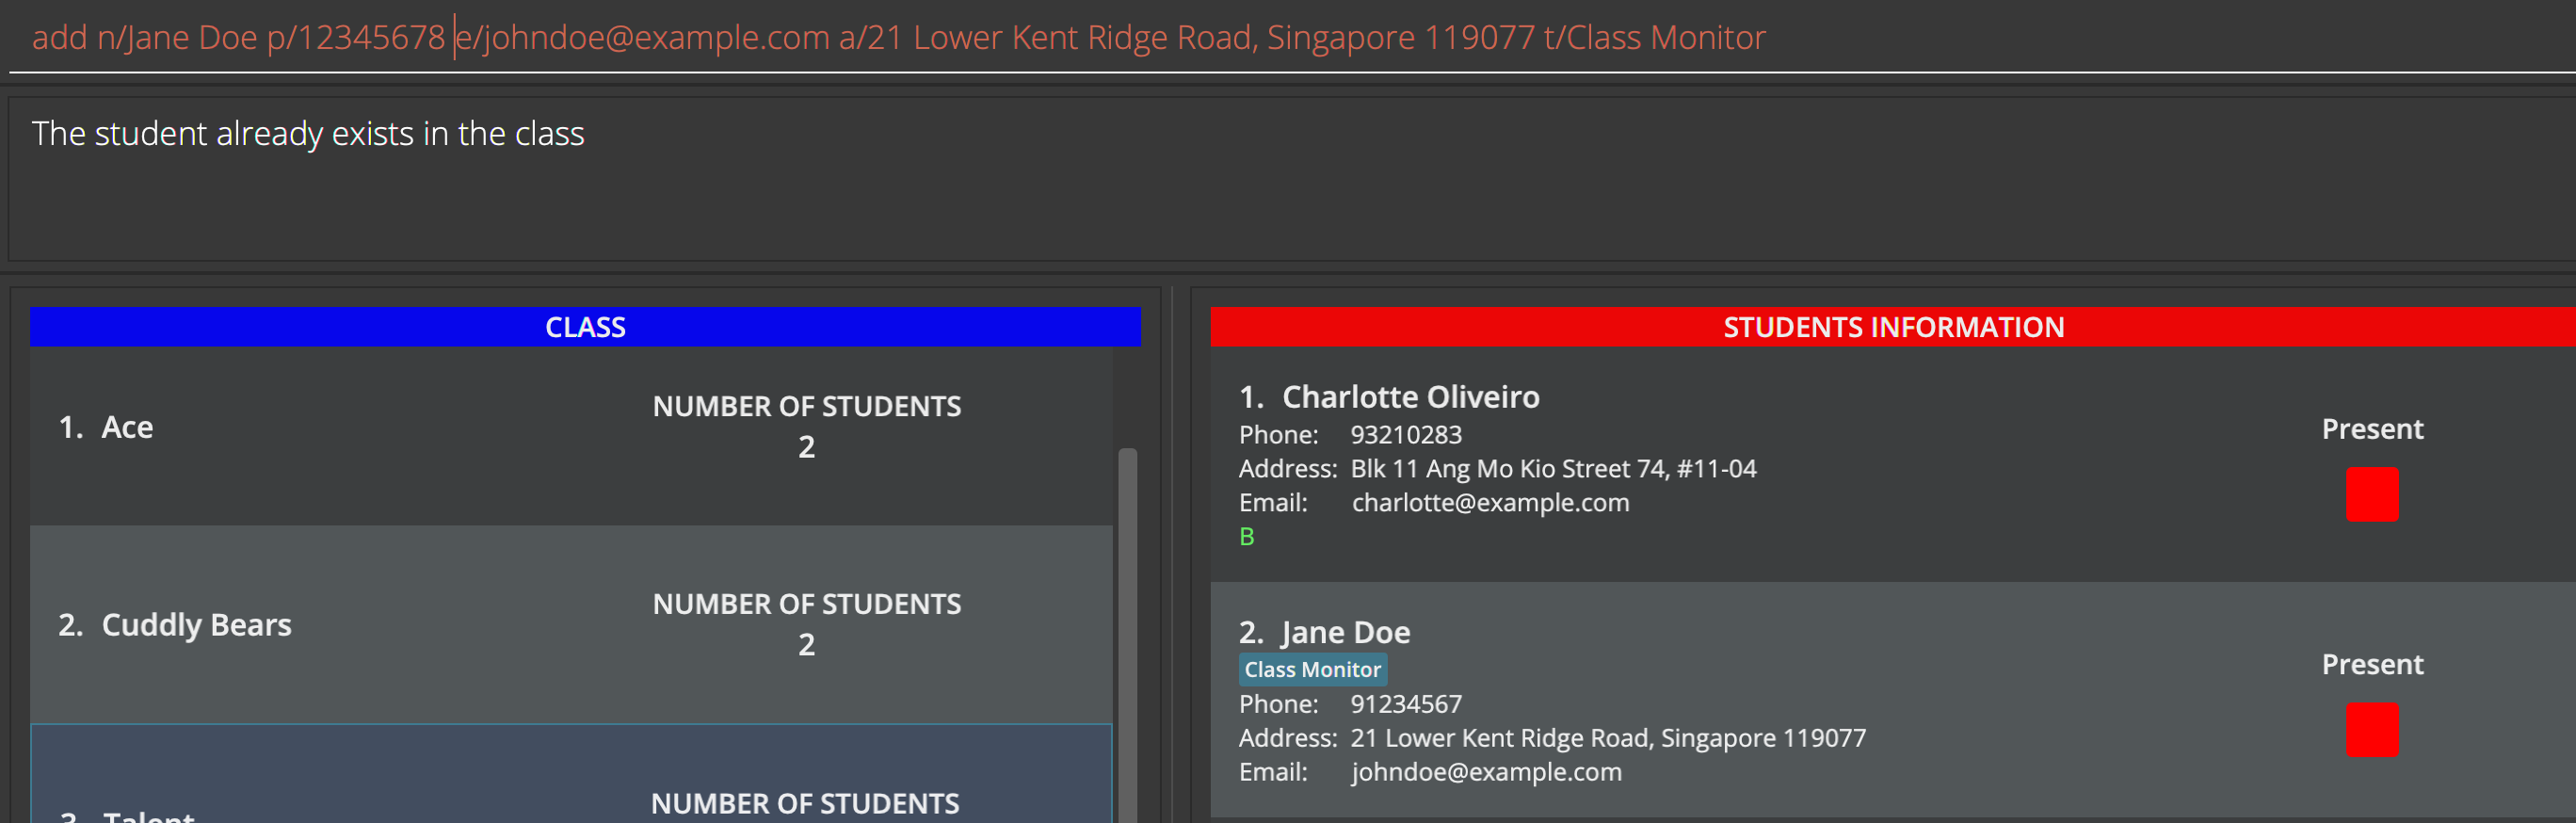 add n/Jane Doe p/12345678 e/johndoe@example.com a/21 Lower Kent Ridge Road, Singapore 119077 t/Class Monitor
The student already exists in the class
CLASS
1. Ace
NUMBER OF STUDENTS
2
2. Cuddly Bears
NUMBER OF STUDENTS
2
3. Talent
NUMBER OF STUDENTS
STUDENTS INFORMATION
1. Charlotte Oliveiro
Phone: 93210283
Address: Blk 11 Ang Mo Kio Street 74, #11-04
Email: charlotte@example.com
B
Present
2. Jane Doe
Class Monitor
Phone: 91234567
Address: 21 Lower Kent Ridge Road, Singapore 119077
Email: johndoe@example.com
Present